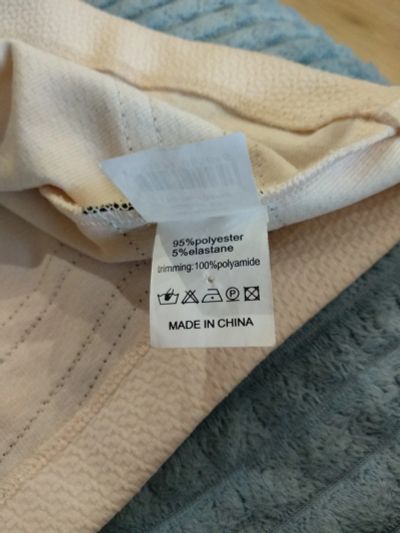 95%polyester
5%elastane
trimming:100%polyamide
P
MADE IN CHINA